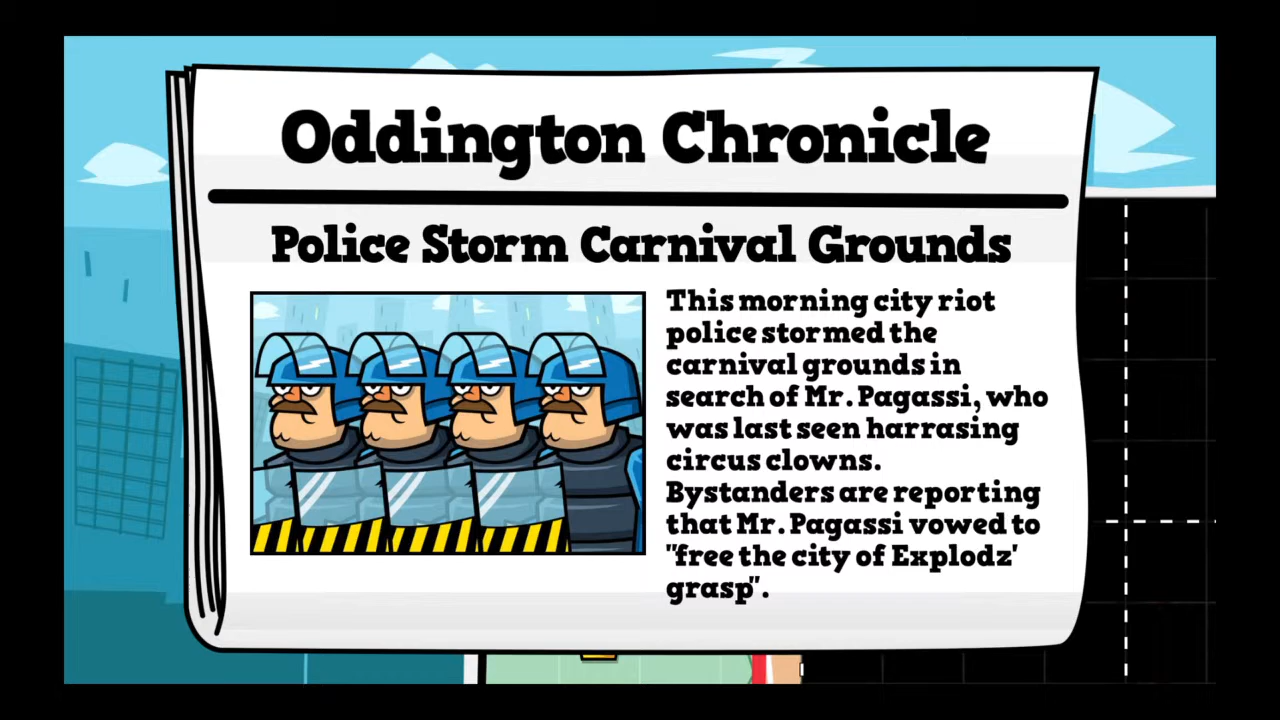 Oddington Chronicle
Police Storm Carnival Grounds
This morning city riot
police stormed the
carnival grounds in
search of Mr. Pagassi, who
was last seen harrasing
circus clowns.
Bystanders are reporting
that Mr. Pagassi vowed to
"free the city of Explodz'
grasp".